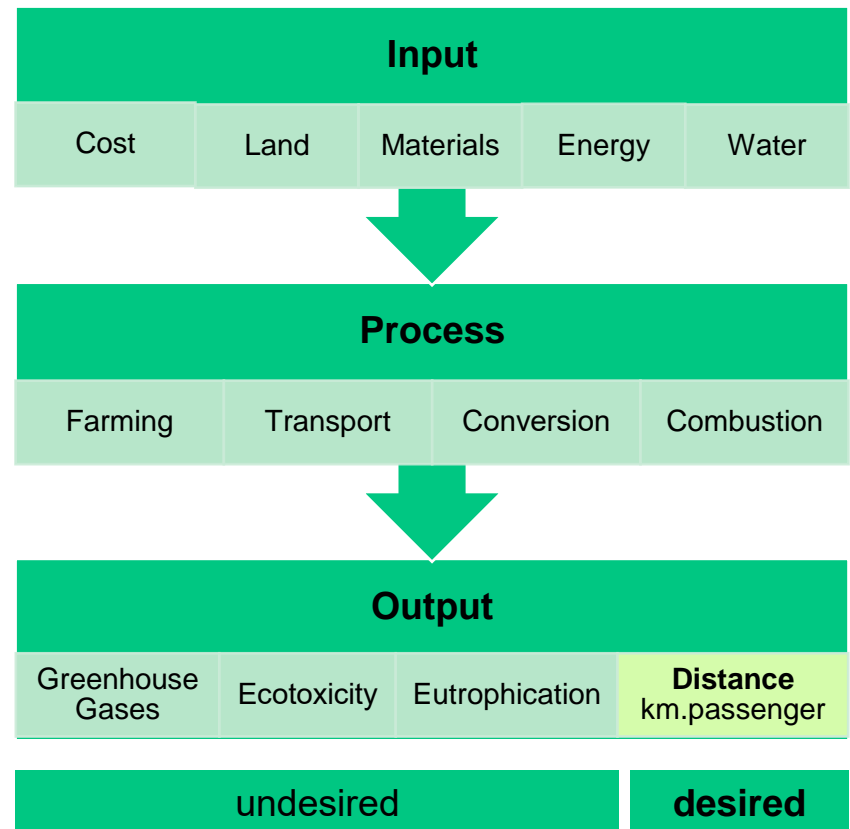 Input
Cost Land Materials Energy Water
Process
Farming Transport Conversion Combustion
Output
Greenhouse
Gases
Ecotoxicity Eutrophication
Distance
km.passenger
undesired desired